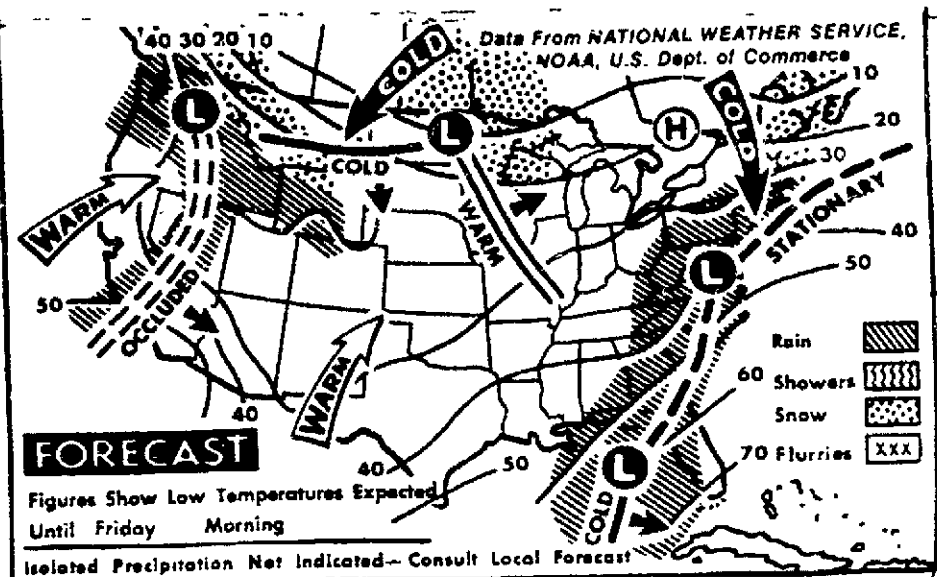 Data From NATIONAL WEATHER SERVICE,
NOAA, U.S. Dept. of Commerce
40 30 20 10
COLD
10
L
L
H
COLD
20
COLD
30
WARM
WARM
STATIONARY
40
L
50
50
OCCLUDED
Rain
WARM
60
Showers
40
Snow
FORECAST
L
40
50
70
Flurries
XXX
Figures Show Low Temperatures Expected
Until Friday Morning
COLD
Isolated Precipitation Not Indicated— Consult Local Forecast